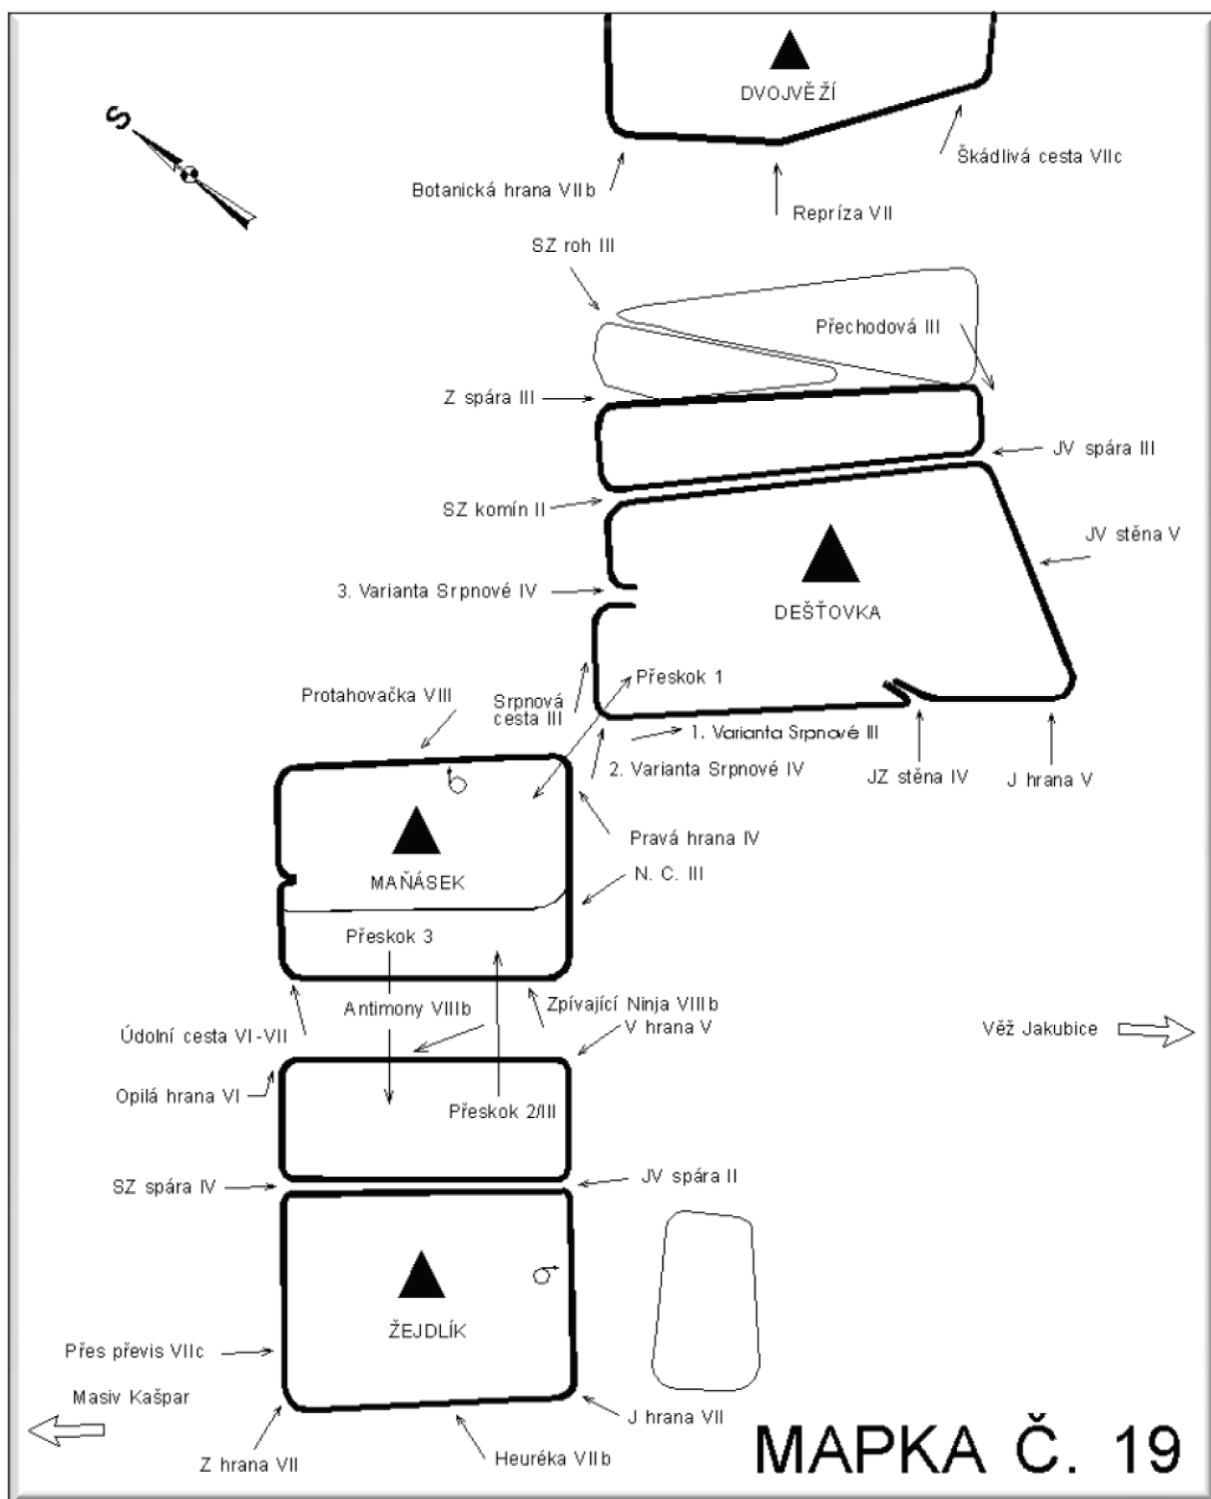 DVOJVĚŽÍ
S
Škádlivá cesta VIIc
Botanická hrana VIIb
Repríza VII
SZ roh III
Přechodová III
Z spára III
JV spára III
SZ komín II
JV stěna V
3. Varianta Srpnové IV
DEŠŤOVKA
Přeskok 1
Protahovačka VIII
Srpnová
cesta III
1. Varianta Srpnové III
2. Varianta Srpnové IV
JZ stěna IV
J hrana V
Pravá hrana IV
N. C. III
MAŇÁSEK
Přeskok 3
Antimony VIIIb
Zpívající Ninja VIIIb
V hrana V
Údolní cesta VI-VII
Věž Jakubice
Opilá hrana VI
Přeskok 2/III
SZ spára IV
JV spára II
ŽEJDLÍK
Přes převis VIIc
Masiv Kašpar
J hrana VII
Z hrana VII
Heuréka VIIb
MAPKA Č. 19